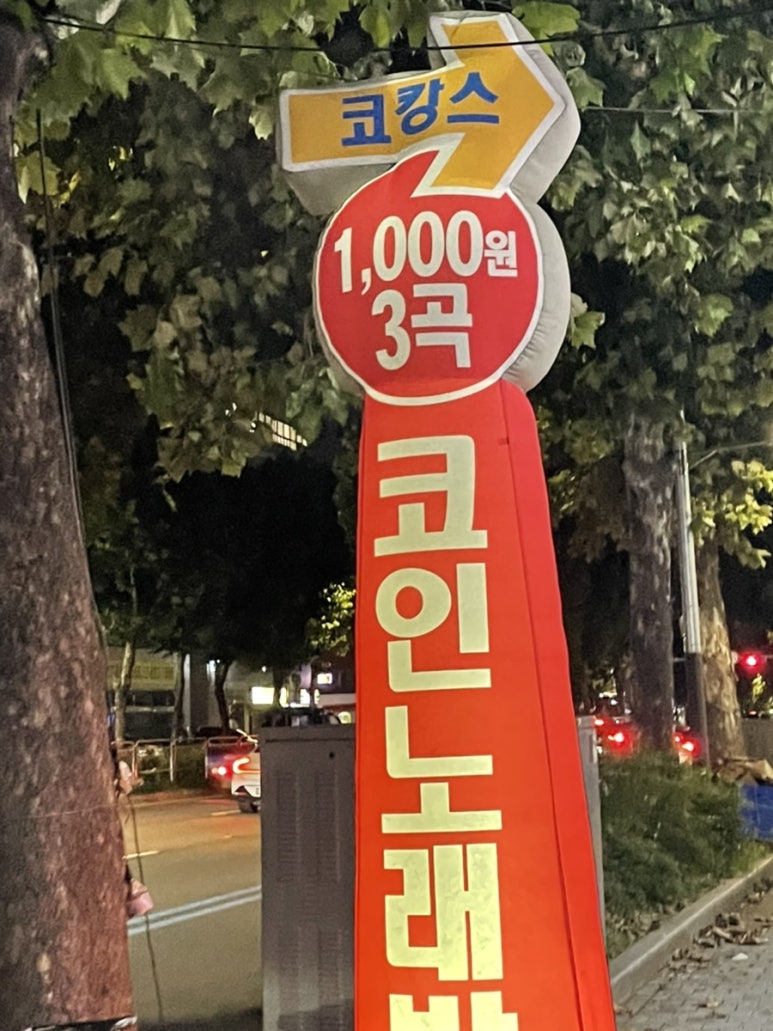 코캉스
1,000원
3곡
코인노래